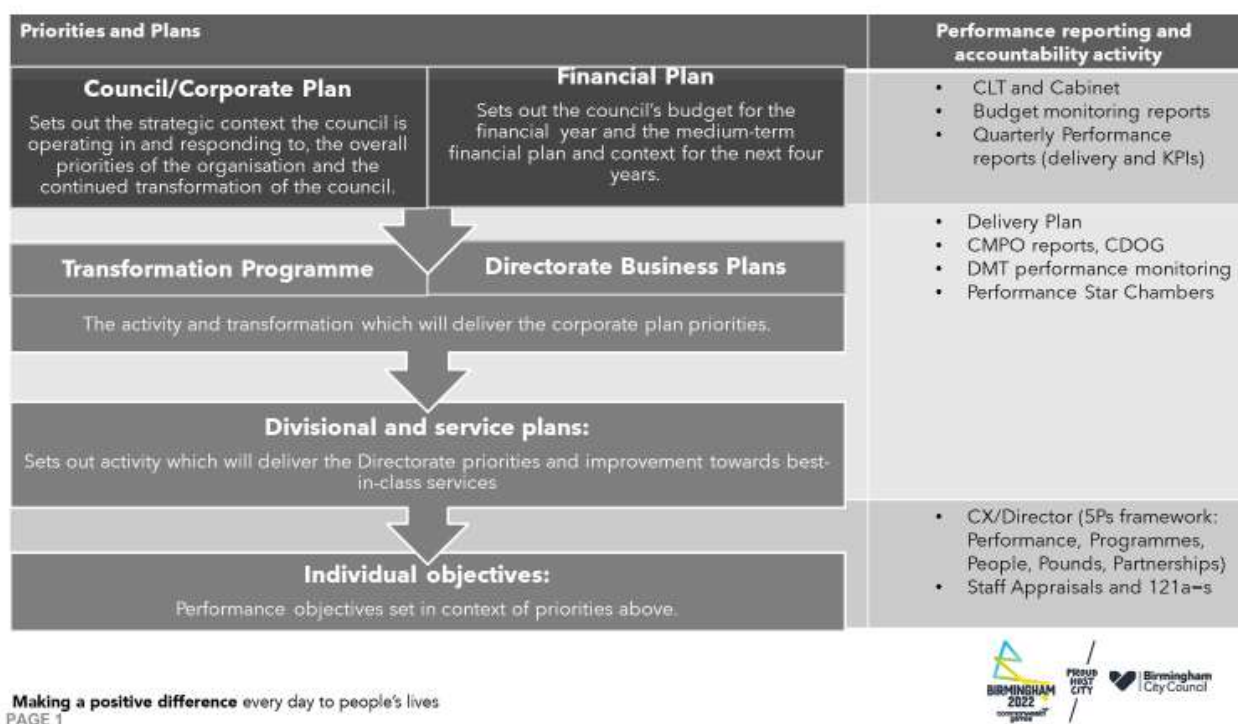 Priorities and Plans
Performance reporting and
accountability activity
Council/Corporate Plan
Sets out the strategic context the council is
operating in and responding to, the overall
priorities of the organisation and the
continued transformation of the council.
Financial Plan
Sets out the council's budget for the
financial year and the medium-term
financial plan and context for the next four
years.
• CLT and Cabinet
• Budget monitoring reports
• Quarterly Performance
reports (delivery and KPIs)
Transformation Programme
Directorate Business Plans
The activity and transformation which will deliver the corporate plan priorities.
• Delivery Plan
• CMPO reports, CDOG
• DMT performance monitoring
• Performance Star Chambers
Divisional and service plans:
Sets out activity which will deliver the Directorate priorities and improvement towards best-
in-class services
Individual objectives:
Performance objectives set in context of priorities above.
• CX/Director (5Ps framework:
Performance, Programmes,
People, Pounds, Partnerships)
• Staff Appraisals and 121a=s
Making a positive difference every day to people's lives
PAGE 1
BIRMINGHAM
2022
commonwealth
games
PROUD
HOST
CITY
Birmingham
City Council